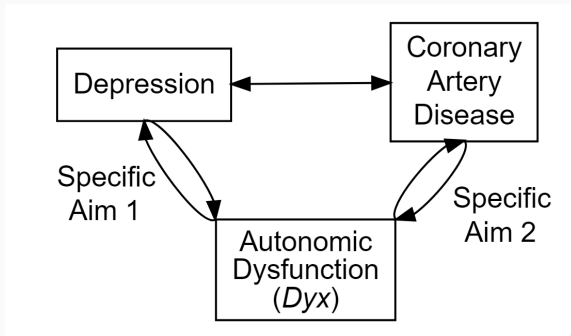 Depression
Coronary
Artery
Disease
Specific
Aim 1
Specific
Aim 2
Autonomic
Dysfunction
(Dyx)